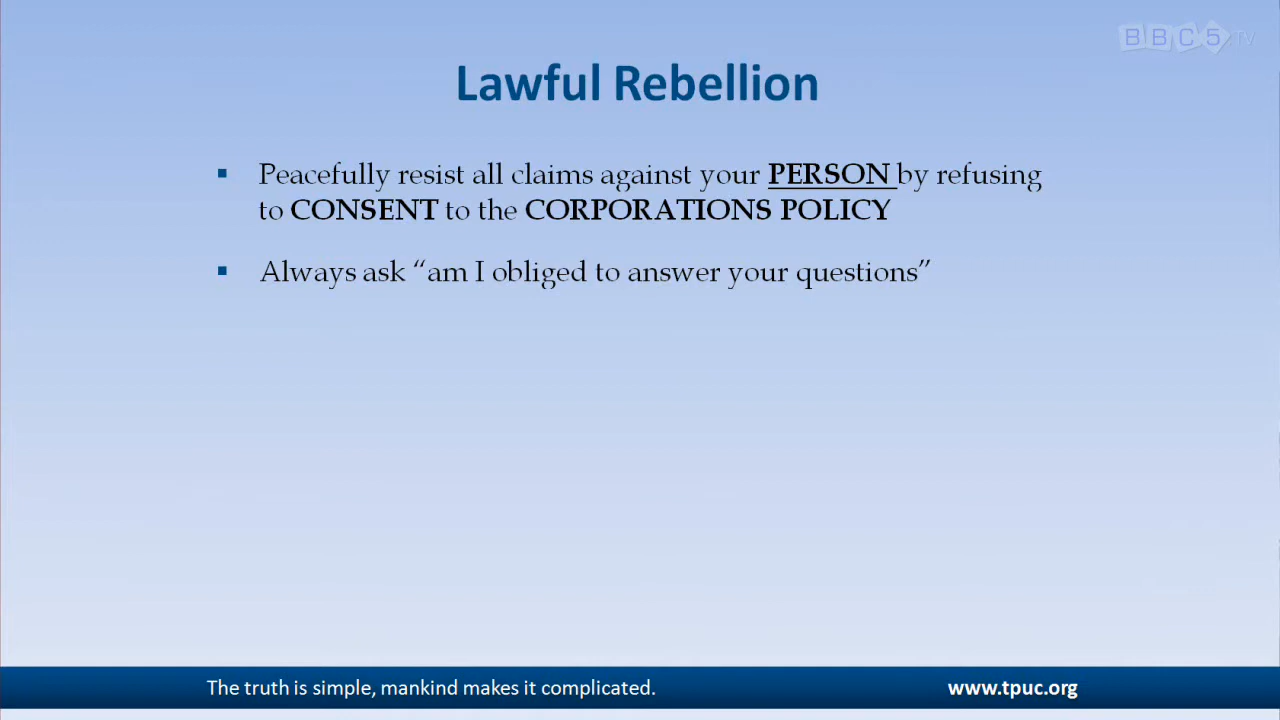 BBC5 TV
Lawful Rebellion
▪ Peacefully resist all claims against your PERSON by refusing
to CONSENT to the CORPORATIONS POLICY
▪ Always ask “am I obliged to answer your questions”
The truth is simple, mankind makes it complicated.
www.tpuc.org